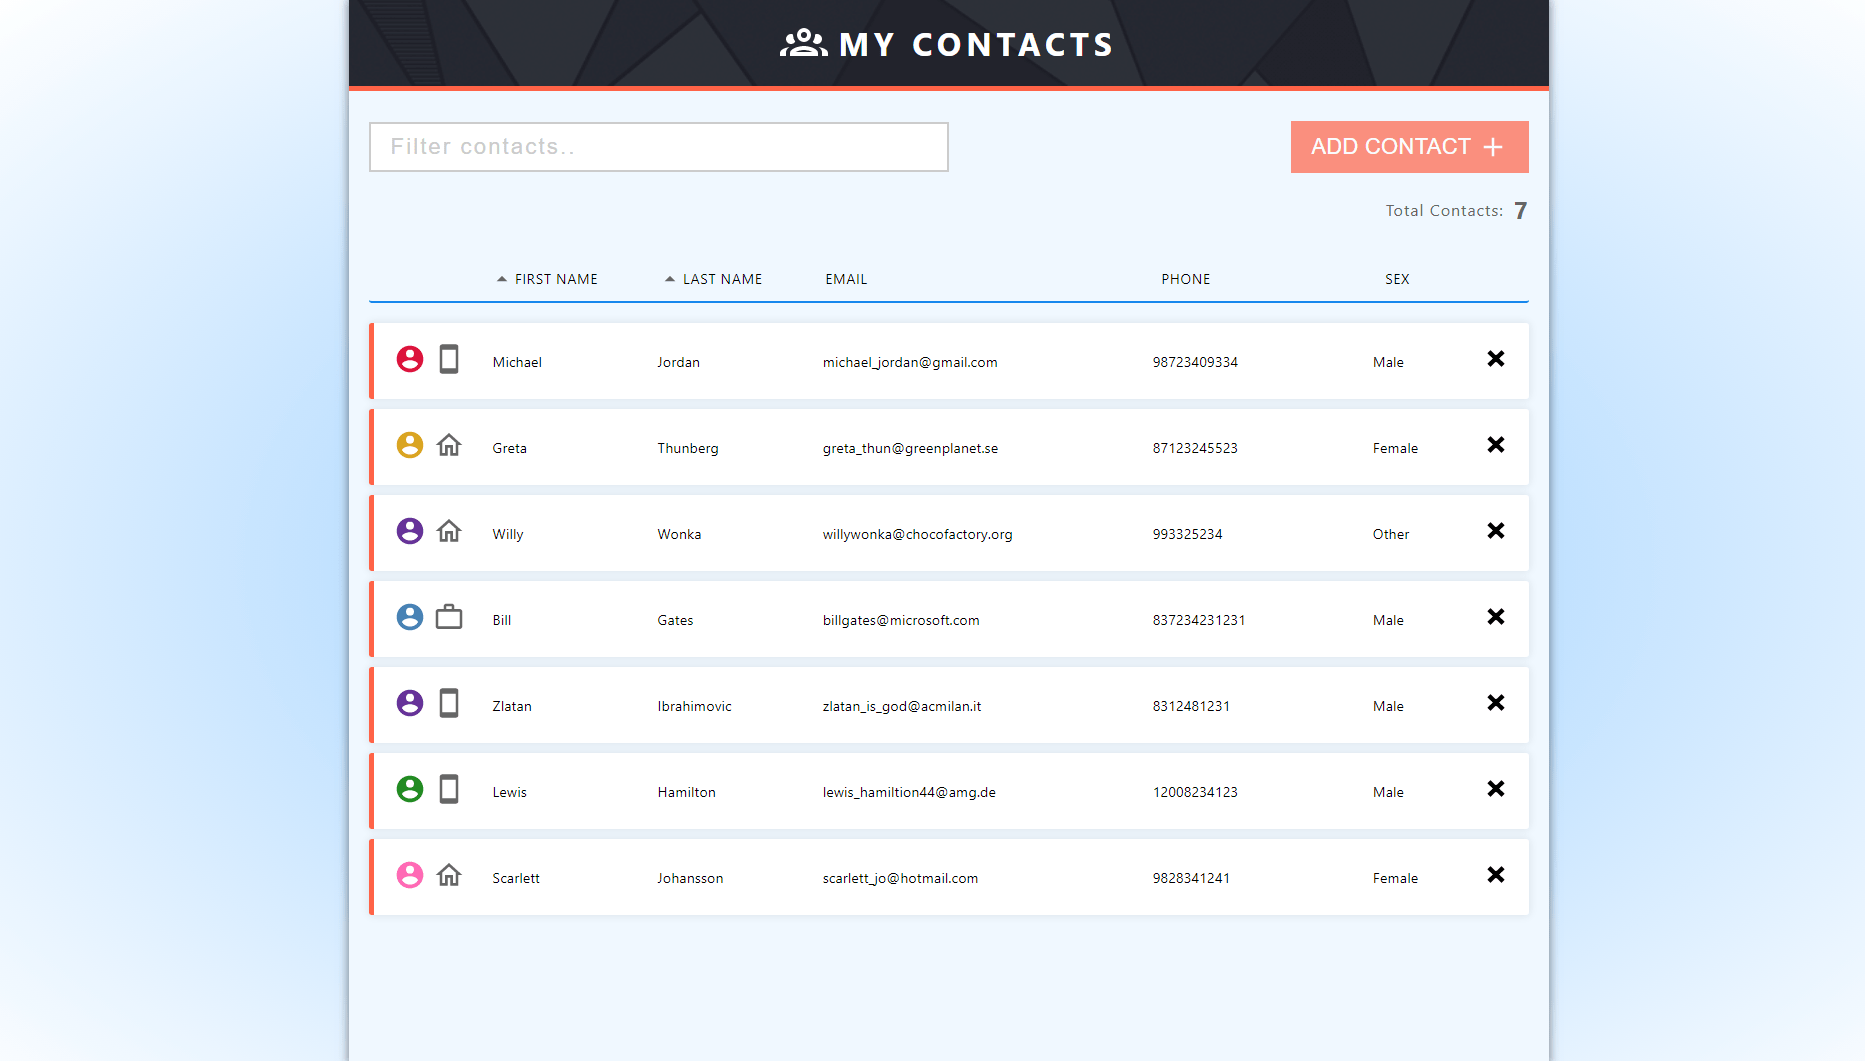 MY CONTACTS
Filter contacts..
ADD CONTACT +
Total Contacts: 7
FIRST NAME LAST NAME EMAIL PHONE SEX
Michael Jordan michael_jordan@gmail.com 98723409334 Male
Greta Thunberg greta_thun@greenplanet.se 87123245523 Female
Willy Wonka willywonka@chocofactory.org 993325234 Other
Bill Gates billgates@microsoft.com 837234231231 Male
Zlatan Ibrahimovic zlatan_is_god@acmilan.it 8312481231 Male
Lewis Hamilton lewis_hamiltion44@amg.de 12008234123 Male
Scarlett Johansson scarlett_jo@hotmail.com 9828341241 Female